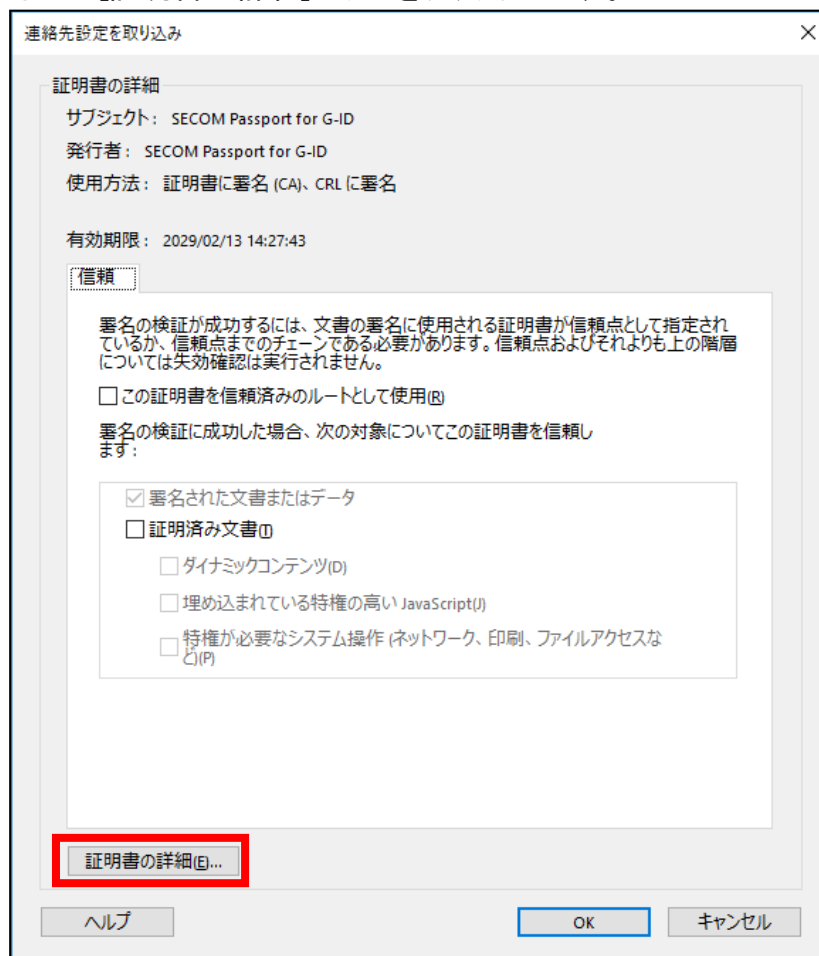 連絡先設定を取り込み
証明書の詳細
サブジェクト： SECOM Passport for G-ID
発行者： SECOM Passport for G-ID
使用方法： 証明書に署名 (CA)、CRL に署名
有効期限： 2029/02/13 14:27:43
信頼
署名の検証が成功するには、文書の署名に使用される証明書が信頼点として指定され
ているか、信頼点までのチェーンである必要があります。信頼点およびそれよりも上の階層
については失効確認は実行されません。
この証明書を信頼済みのルートとして使用(R)
署名の検証に成功した場合、次の対象についてこの証明書を信頼し
ます：
署名された文書またはデータ
証明済み文書(T)
ダイナミックコンテンツ(D)
埋め込まれている特権の高い JavaScript(J)
特権が必要なシステム操作 (ネットワーク、印刷、ファイルアクセスな
ど)(P)
証明書の詳細(E)...
ヘルプ OK キャンセル